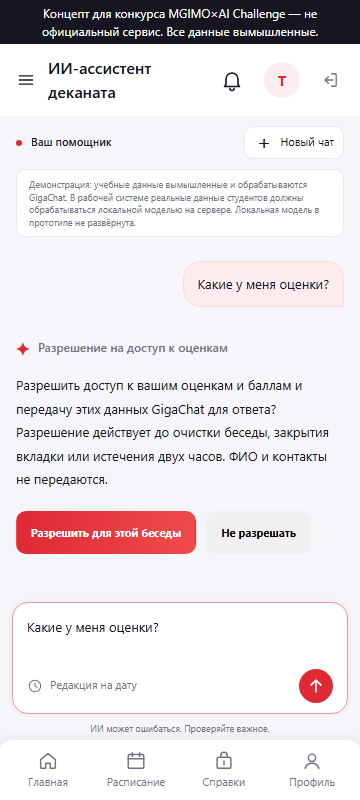 Концепт для конкурса MGIMO×AI Challenge — не
официальный сервис. Все данные вымышленные.
ИИ-ассистент
деканата
Т
Ваш помощник
+ Новый чат
Демонстрация: учебные данные вымышленные и обрабатываются
GigaChat. В рабочей системе реальные данные студентов должны
обрабатываться локальной моделью на сервере. Локальная модель в
прототипе не развёрнута.
Какие у меня оценки?
Разрешение на доступ к оценкам
Разрешить доступ к вашим оценкам и баллам и
передачу этих данных GigaChat для ответа?
Разрешение действует до очистки беседы, закрытия
вкладки или истечения двух часов. ФИО и контакты
не передаются.
Разрешить для этой беседы
Не разрешать
Какие у меня оценки?
Редакция на дату
ИИ может ошибаться. Проверяйте важное.
Главная
Расписание
Справки
Профиль